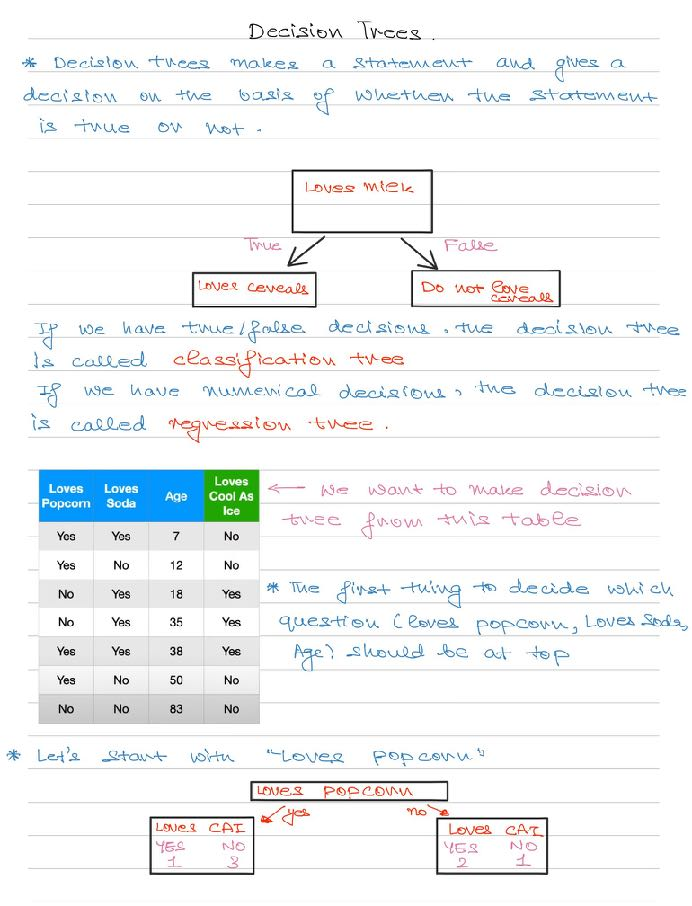 Decision Trees.
* Decision trees makes a statement and gives a
decision on the basis of whether the statement
is true or not.
Loves milk
True False
Loves cereals Do not love
cereals
If we have true/false decisions, the decision tree
is called classification tree
If we have numerical decisions, the decision tree
is called regression tree.
Loves Popcorn Loves Soda Age Loves Cool As Ice
Yes Yes 7 No
Yes No 12 No
No Yes 18 Yes
No Yes 35 Yes
Yes Yes 38 Yes
Yes No 50 No
No No 83 No
← We want to make decision
tree from this table
* The first thing to decide which
question (loves popcorn, Loves Soda,
Age) should be at top
* Let's start with "Loves popcorn"
Loves popcorn
yes no
Loves CAI Loves CAI
YES NO YES NO
1 3 2 1